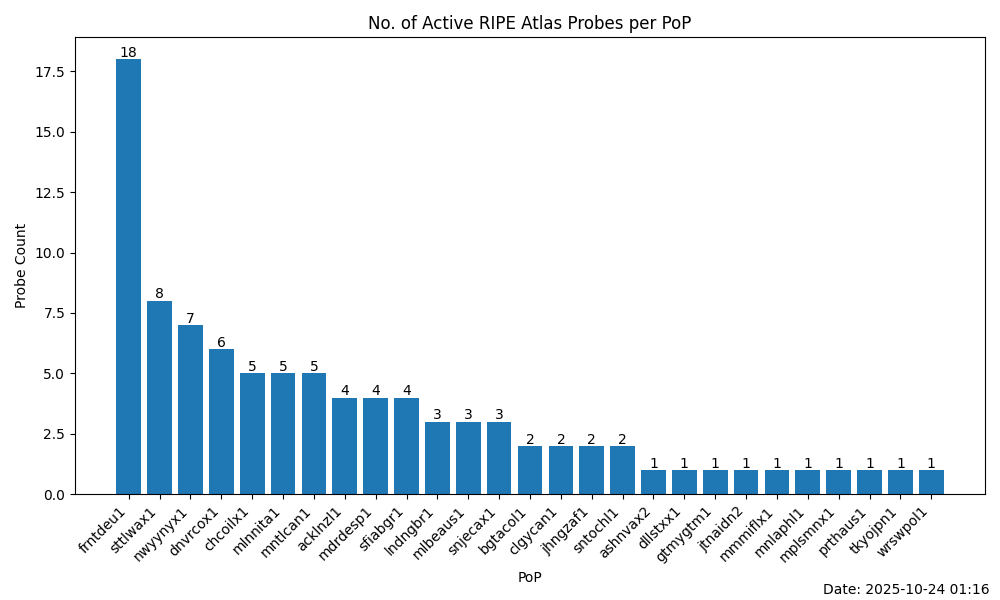 No. of Active RIPE Atlas Probes per PoP
Probe Count
17.5
15.0
12.5
10.0
7.5
5.0
2.5
0.0
18
8
7
6
5
5
5
4
4
4
3
3
3
2
2
2
2
1
1
1
1
1
1
1
1
1
1
frntdeu1
sttlwax1
nwyynyx1
dnvrcox1
chcoilx1
mlnnita1
mntlcan1
acklnzl1
mdrdesp1
sfiabgr1
lndngbr1
mlbeaus1
snjecax1
bgtacol1
clgycan1
jhngzaf1
sntochl1
ashnvax2
dllstxx1
gtmygtm1
jtnaidn2
mmmiflx1
mnlaphl1
mplsmnx1
prthaus1
tkyojpn1
wrswpol1
PoP
Date: 2025-10-24 01:16